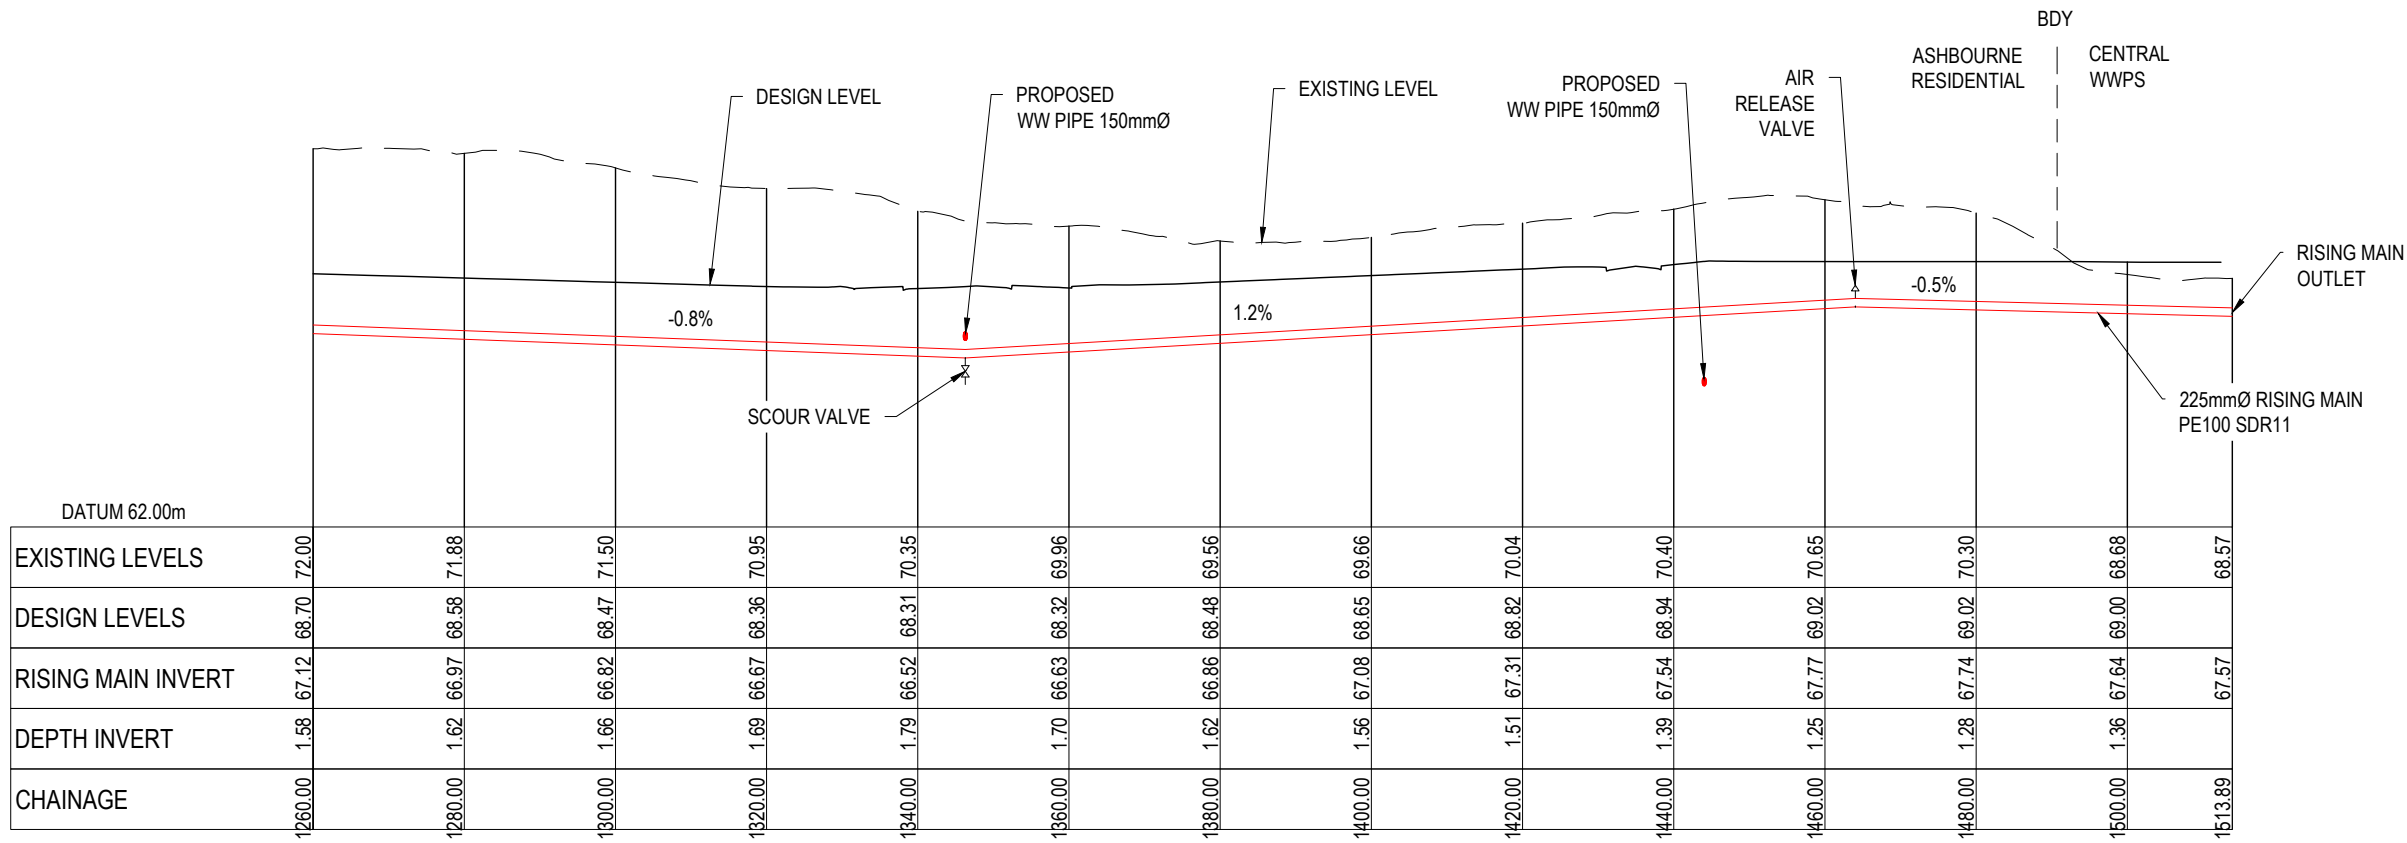 BDY
ASHBOURNE
RESIDENTIAL
CENTRAL
WWPS
DESIGN LEVEL
PROPOSED
WW PIPE 150mmØ
EXISTING LEVEL
PROPOSED
WW PIPE 150mmØ
AIR
RELEASE
VALVE
RISING MAIN
OUTLET
-0.8%
1.2%
-0.5%
SCOUR VALVE
225mmØ RISING MAIN
PE100 SDR11
DATUM 62.00m
EXISTING LEVELS 72.00 71.88 71.50 70.95 70.35 69.96 69.56 69.66 70.04 70.40 70.65 70.30 68.68 68.57
DESIGN LEVELS 68.70 68.58 68.47 68.36 68.31 68.32 68.48 68.65 68.82 68.94 69.02 69.02 69.00
RISING MAIN INVERT 67.12 66.97 66.82 66.67 66.52 66.63 66.86 67.08 67.31 67.54 67.77 67.74 67.64 67.57
DEPTH INVERT 1.58 1.62 1.66 1.69 1.79 1.70 1.62 1.56 1.51 1.39 1.25 1.28 1.36
CHAINAGE 1260.00 1280.00 1300.00 1320.00 1340.00 1360.00 1380.00 1400.00 1420.00 1440.00 1460.00 1480.00 1500.00 1513.89